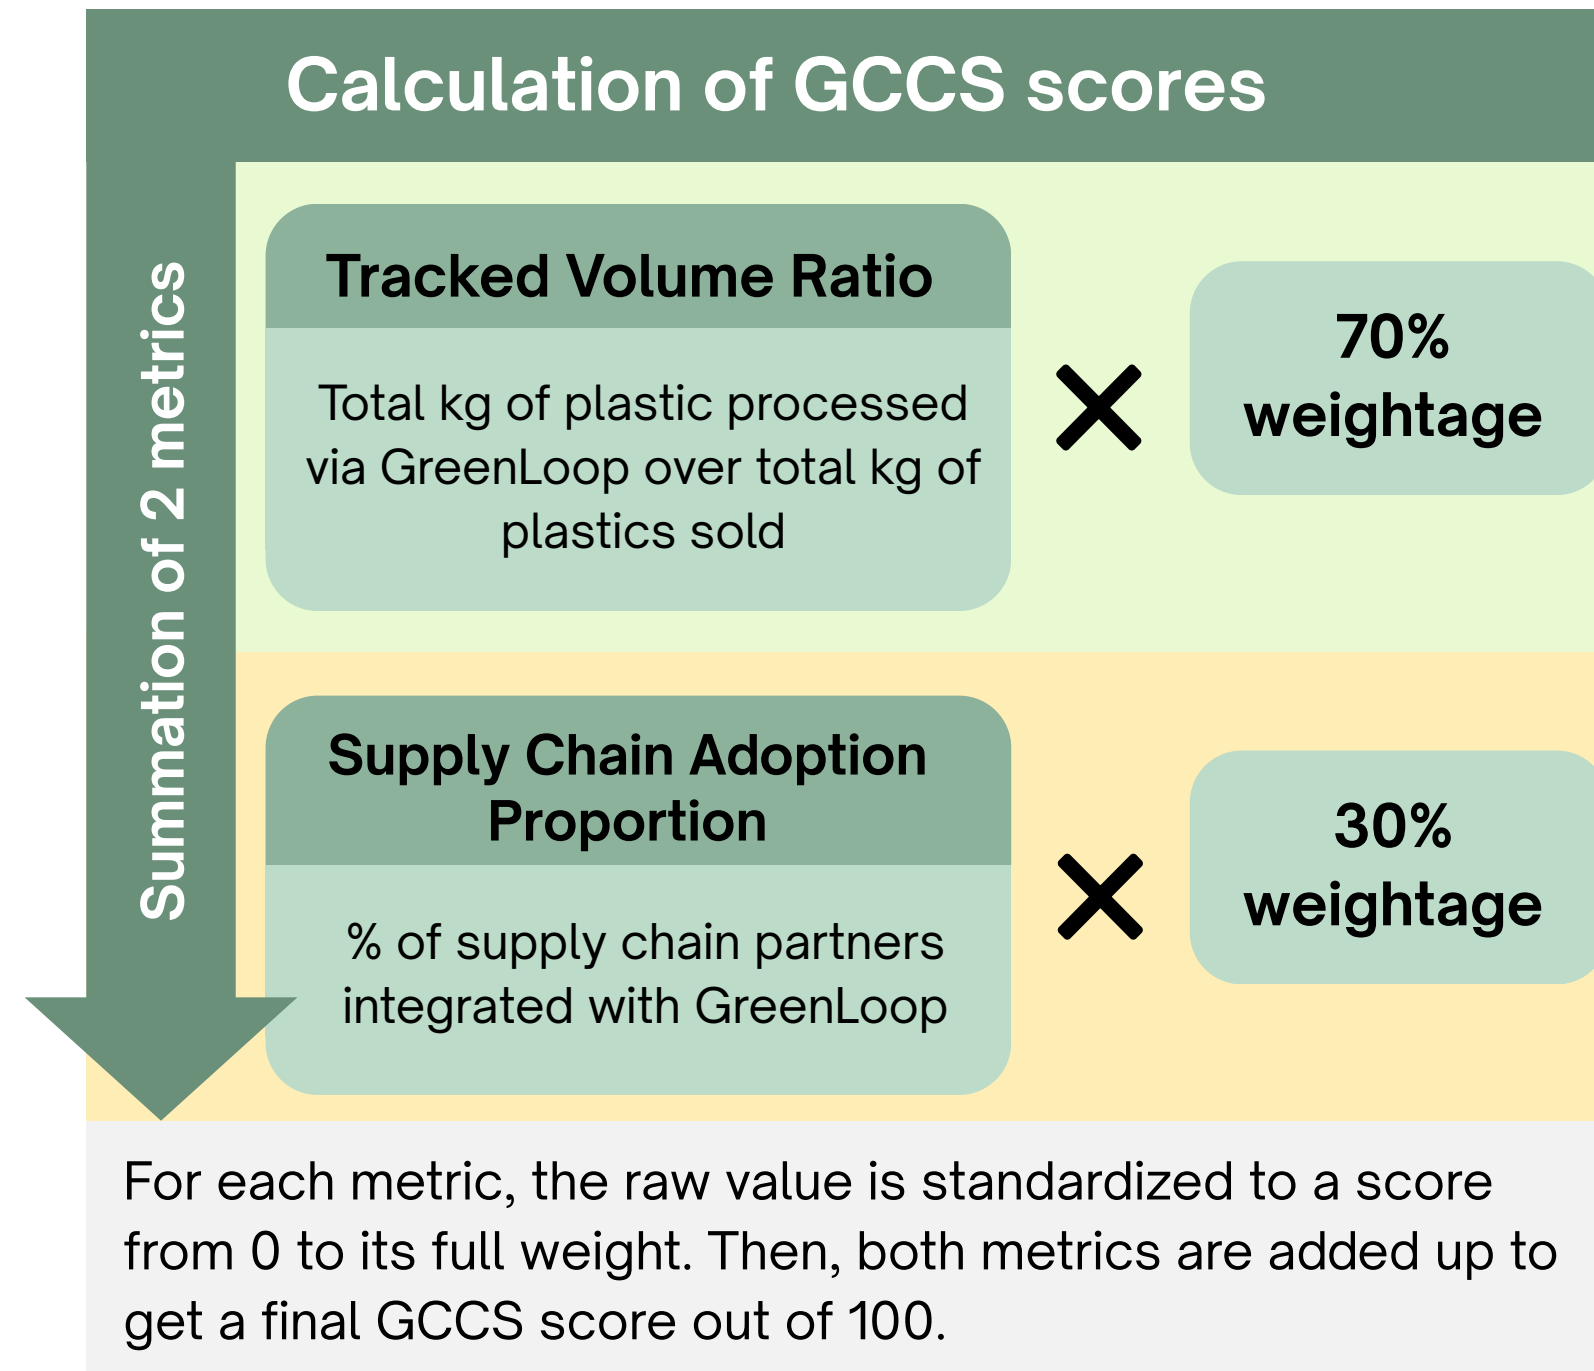 Calculation of GCCS scores
Summation of 2 metrics
Tracked Volume Ratio
Total kg of plastic processed
via GreenLoop over total kg of
plastics sold
70%
weightage
Supply Chain Adoption
Proportion
% of supply chain partners
integrated with GreenLoop
30%
weightage
For each metric, the raw value is standardized to a score
from 0 to its full weight. Then, both metrics are added up to
get a final GCCS score out of 100.